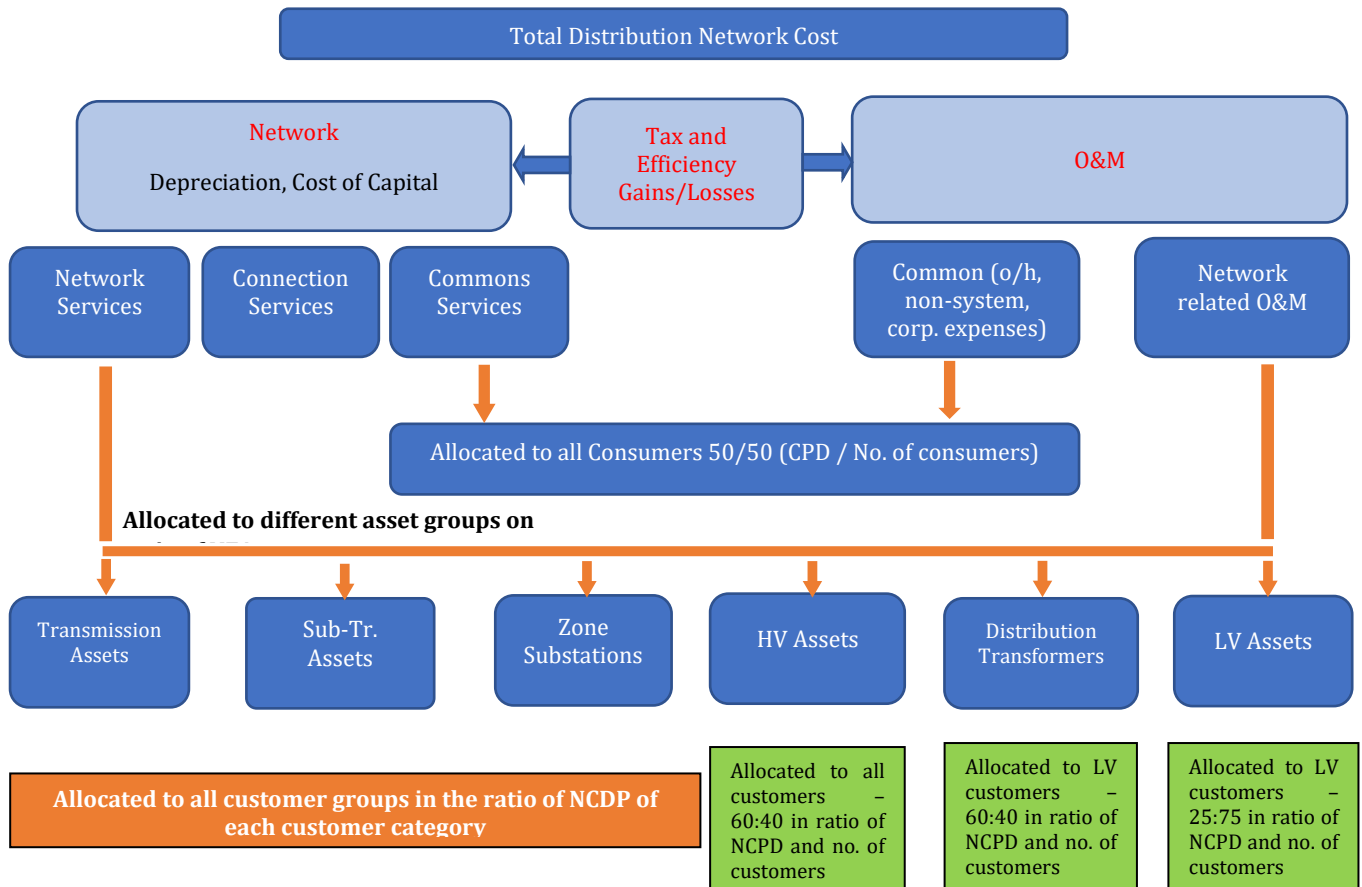 Total Distribution Network Cost
Network
Depreciation, Cost of Capital
Tax and
Efficiency
Gains/Losses
O&M
Network
Services
Connection
Services
Commons
Services
Common (o/h,
non-system,
corp. expenses)
Network
related O&M
Allocated to all Consumers 50/50 (CPD / No. of consumers)
Allocated to different asset groups on
Transmission
Assets
Sub-Tr.
Assets
Zone
Substations
HV Assets
Distribution
Transformers
LV Assets
Allocated to all customer groups in the ratio of NCDP of
each customer category
Allocated to all
customers –
60:40 in ratio of
NCPD and no. of
customers
Allocated to LV
customers –
60:40 in ratio of
NCPD and no. of
customers
Allocated to LV
customers –
25:75 in ratio of
NCPD and no. of
customers